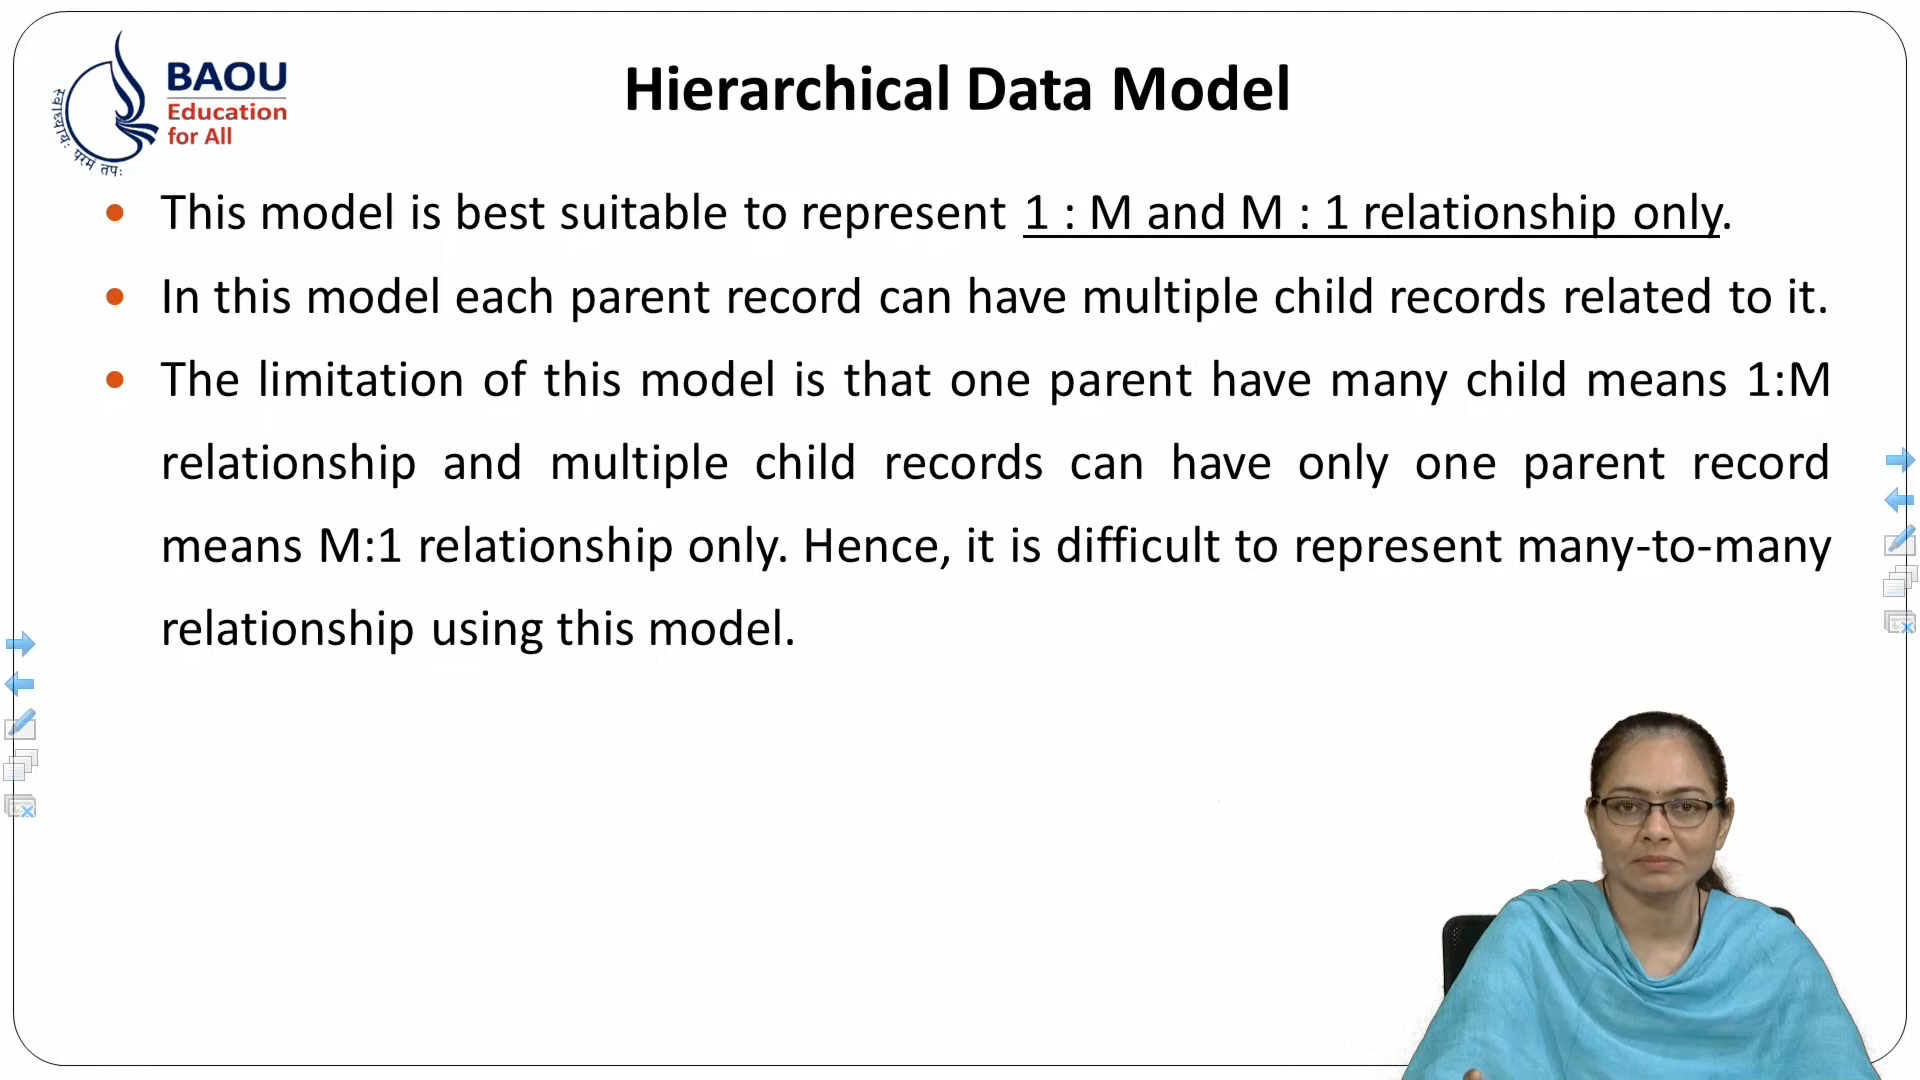 BAOU
Education
for All
स्वाध्यायः परमं तपः
Hierarchical Data Model
• This model is best suitable to represent 1 : M and M : 1 relationship only.
• In this model each parent record can have multiple child records related to it.
• The limitation of this model is that one parent have many child means 1:M
relationship and multiple child records can have only one parent record
means M:1 relationship only. Hence, it is difficult to represent many-to-many
relationship using this model.